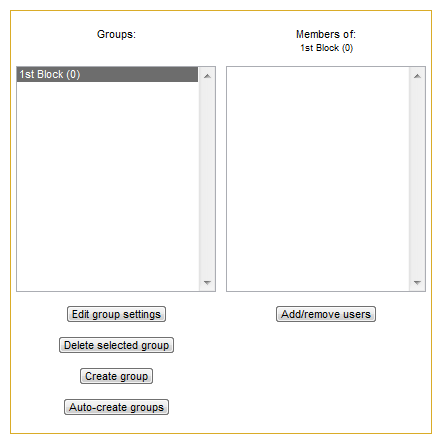 Groups:
Members of:
1st Block (0)
1st Block (0)
Edit group settings
Add/remove users
Delete selected group
Create group
Auto-create groups